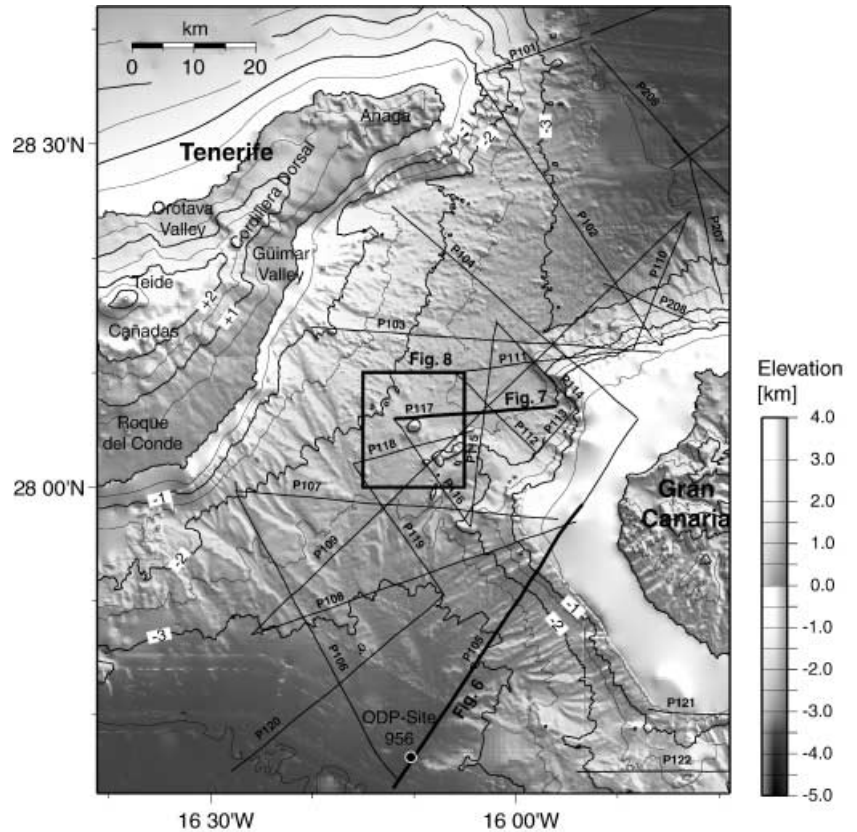 km
0 10 20
P101
P206
-3
-1
-2
28 30'N
Anaga
Tenerife
Cordillera Dorsal
Orotava
Valley
P207
P102
P110
P104
Güimar
Valley
Teide
+2
+1
P208
Cañadas
P103
P111
Fig. 8
P114
Fig. 7
P117
P113
P112
Roque
del Conde
P118
P115
28 00'N
-1
P107
P116
Gran
Canaria
-2
P109
P119
P108
-1
-2
-3
P106
P105
Fig. 6
P120
ODP-Site
956
P121
P122
16 30'W
16 00'W
Elevation
[km]
4.0
3.0
2.0
1.0
0.0
-1.0
-2.0
-3.0
-4.0
-5.0